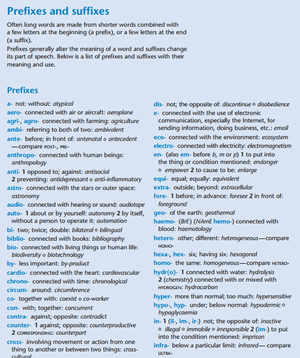 Prefixes and suffixes
Often long words are made from shorter words combined with
a few letters at the beginning (a prefix), or a few letters at the end
(a suffix).
Prefixes generally alter the meaning of a word and suffixes change
its part of speech. Below is a list of prefixes and suffixes with their
meaning and use.
Prefixes
a- not: without: atypical
aero- connected with air or aircraft: aeroplane
agri-, agro- connected with farming: agriculture
ambi- referring to both of two: ambivalent
ante- before; in front of: antenatal ⋄ antecedent
—compare POST-, PRE-
anthropo- connected with human beings:
anthropology
anti- 1 opposed to; against: antisocial
2 preventing: antidepressant ⋄ anti-inflammatory
astro- connected with the stars or outer space:
astronomy
audio- connected with hearing or sound: audiotape
auto- 1 about or by yourself: autonomy 2 by itself,
without a person to operate it: automation
bi- two; twice; double: bilateral ⋄ bilingual
biblio- connected with books: bibliography
bio- connected with living things or human life:
biodiversity ⋄ biotechnology
by- less important: by-product
cardio- connected with the heart: cardiovascular
chrono- connected with time: chronological
circum- around: circumference
co- together with: coexist ⋄ co-worker
con- with; together: concurrent
contra- against; opposite: contradict
counter- 1 against; opposite: counterproductive
2 CORRESPONDING: counterpart
cross- involving movement or action from one
thing to another or between two things: cross-
cultural
dis- not; the opposite of: discontinue ⋄ disobedience
e- connected with the use of electronic
communication, especially the Internet, for
sending information, doing business, etc.: email
eco- connected with the environment: ecosystem
electro- connected with electricity: electromagnetism
en- (also em- before b, m or p) 1 to put into
the thing or condition mentioned: endanger
⋄ empower 2 to cause to be: enlarge
equi- equal; equally: equivalent
extra- outside; beyond: extracellular
fore- 1 before; in advance: foresee 2 in front of:
foreground
geo- of the earth: geothermal
haemo- (BrE) (NAmE hemo-) connected with
blood: haematology
hetero- other; different: heterogeneous—compare
HOMO-
hexa-, hex- six; having six: hexagonal
homo- the same: homogeneous—compare HETERO-
hydr(o)- 1 connected with water: hydrolysis
2 (chemistry) connected with or mixed with
HYDROGEN: hydrocarbon
hyper- more than normal; too much: hypersensitive
hypo-, hyp- under; below normal: hypodermic ⋄
hypoglycaemia
in- 1 (il-, im-, ir-) not; the opposite of: inactive
⋄ illegal ⋄ immobile ⋄ irresponsible 2 (im-) to put
into the condition mentioned: imprison
infra- below a particular limit: infrared— compare
ULTRA-